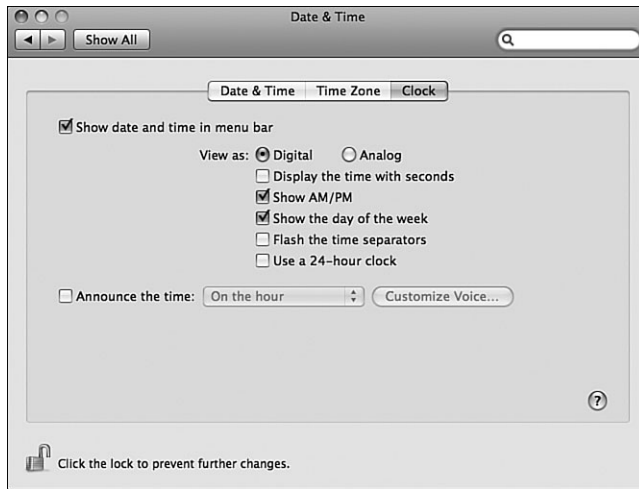 Date & Time
Show All
Date & Time Time Zone Clock
Show date and time in menu bar
View as: Digital Analog
Display the time with seconds
Show AM/PM
Show the day of the week
Flash the time separators
Use a 24-hour clock
Announce the time: On the hour Customize Voice...
?
Click the lock to prevent further changes.